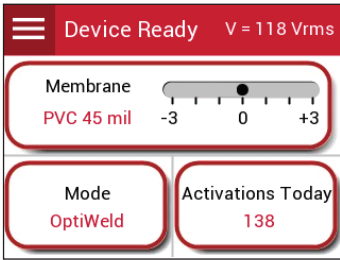 Device Ready V = 118 Vrms
Membrane
PVC 45 mil
-3 0 +3
Mode
OptiWeld
Activations Today
138